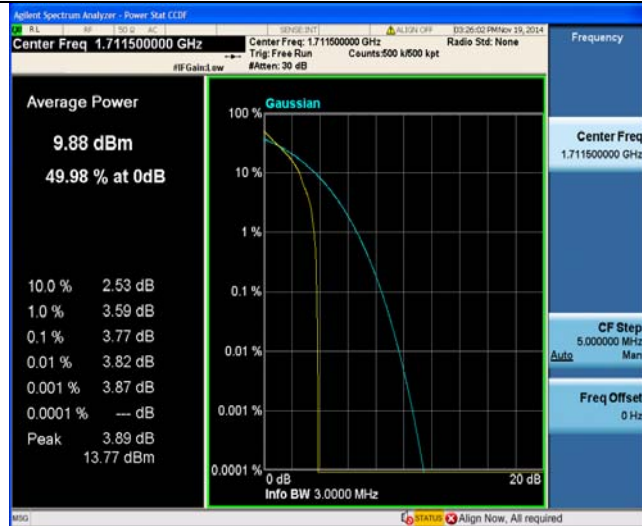 Agilent Spectrum Analyzer - Power Stat CCDF
RL RF 50 Ω AC SENSE:INT ALIGN OFF 03:26:02 PM Nov 19, 2014
Center Freq 1.711500000 GHz
Center Freq: 1.711500000 GHz Radio Std: None
Trig: Free Run Counts:500 k/500 kpt
#IFGain:Low #Atten: 30 dB
Frequency
Average Power
9.88 dBm
49.98 % at 0dB
10.0 % 2.53 dB
1.0 % 3.59 dB
0.1 % 3.77 dB
0.01 % 3.82 dB
0.001 % 3.87 dB
0.0001 % --- dB
Peak 3.89 dB
13.77 dBm
Gaussian
100 %
10 %
1 %
0.1 %
0.01 %
0.001 %
0.0001 %
0 dB 20 dB
Info BW 3.0000 MHz
Center Freq
1.711500000 GHz
CF Step
5.000000 MHz
Auto Man
Freq Offset
0 Hz
MSG STATUS Align Now, All required